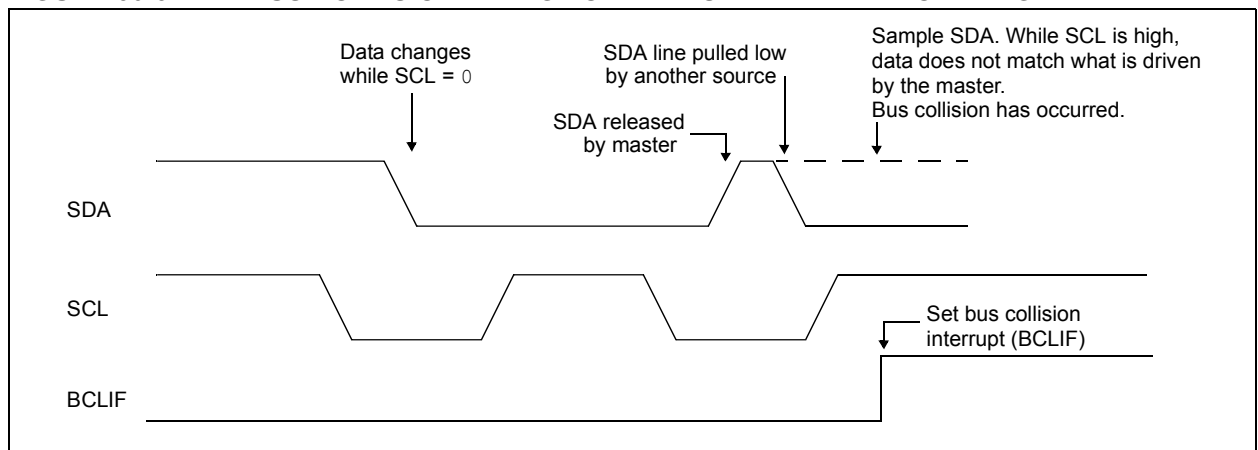 Data changes
while SCL = 0
SDA line pulled low
by another source
Sample SDA. While SCL is high,
data does not match what is driven
by the master.
Bus collision has occurred.
SDA released
by master
SDA
SCL
Set bus collision
interrupt (BCLIF)
BCLIF